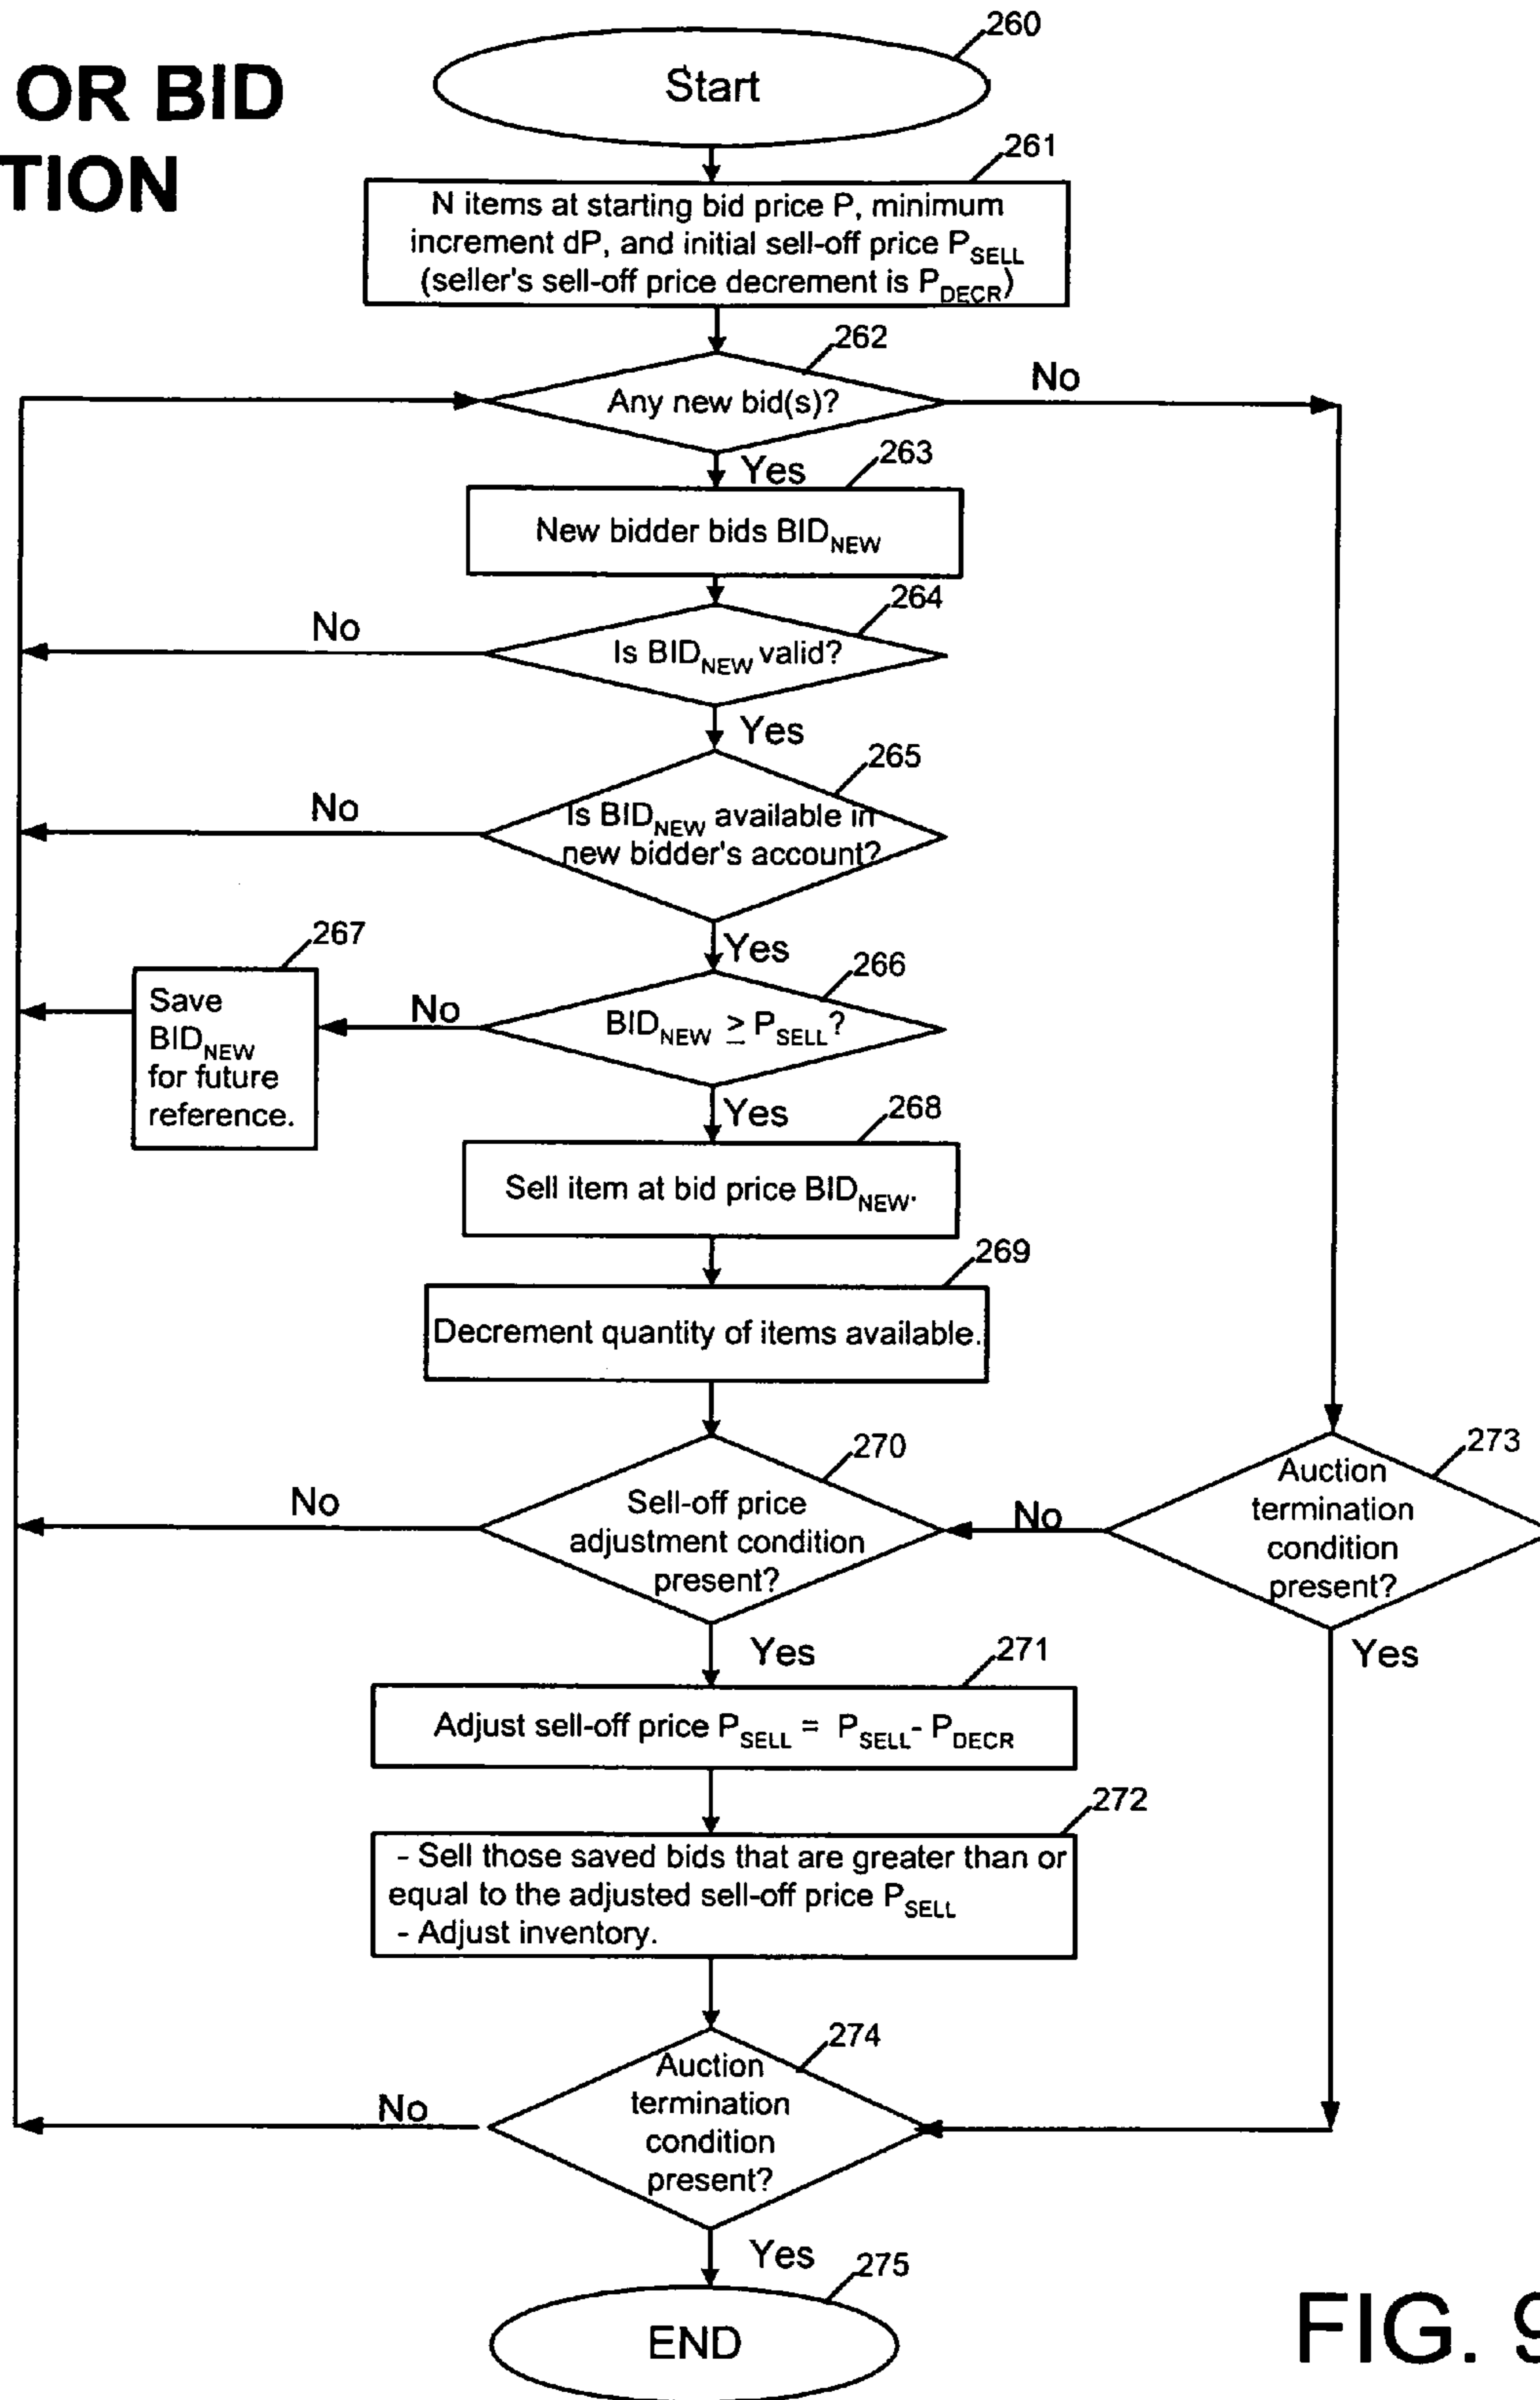 OR BID
TION
260
Start
261
N items at starting bid price P, minimum
increment dP, and initial sell-off price PSELL
(seller's sell-off price decrement is PDECR)
262
Any new bid(s)?
No
Yes
263
New bidder bids BIDNEW
264
No
Is BIDNEW valid?
Yes
265
No
Is BIDNEW available in
new bidder's account?
Yes
267
266
Save
BIDNEW
for future
reference.
No
BIDNEW ≥ PSELL?
Yes
268
Sell item at bid price BIDNEW.
269
Decrement quantity of items available.
270
No
Sell-off price
adjustment condition
present?
No
273
Auction
termination
condition
present?
Yes
Yes
271
Adjust sell-off price PSELL = PSELL- PDECR
272
- Sell those saved bids that are greater than or
equal to the adjusted sell-off price PSELL
- Adjust inventory.
274
No
Auction
termination
condition
present?
Yes
275
END
FIG. 9